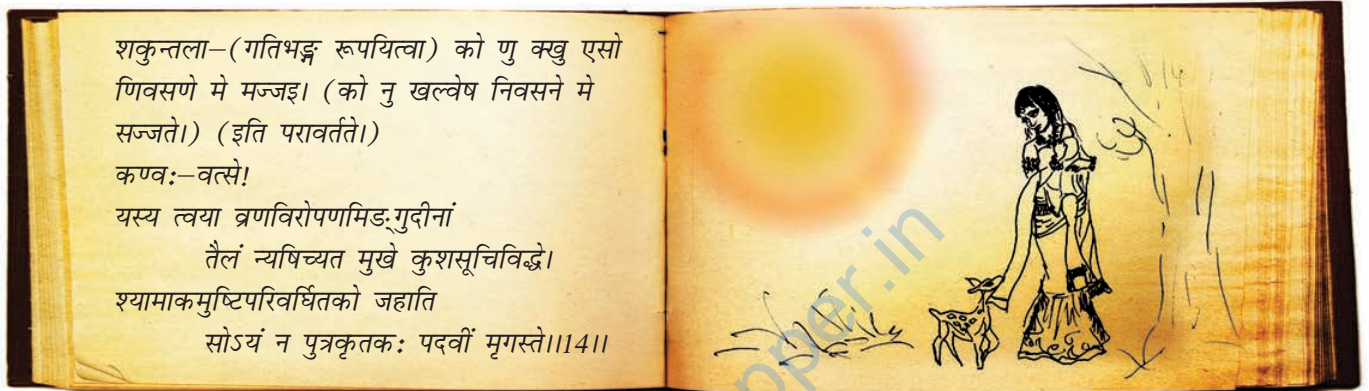 शकुन्तला–(गतिभङ्ग रूपयित्वा) को णु क्खु एसो
णिवसणे मे मज्जइ। (को नु खल्वेष निवसने मे
सज्जते।) (इति परावर्तते।)
कण्व:–वत्से!
यस्य त्वया व्रणविरोपणमिङ्गुदीनां
तैलं न्यषिच्यत मुखे कुशसूचिविद्धे।
श्यामाकमुष्टिपरिवर्धितको जहाति
सोऽयं न पुत्रकृतक: पदवीं मृगस्ते॥14॥